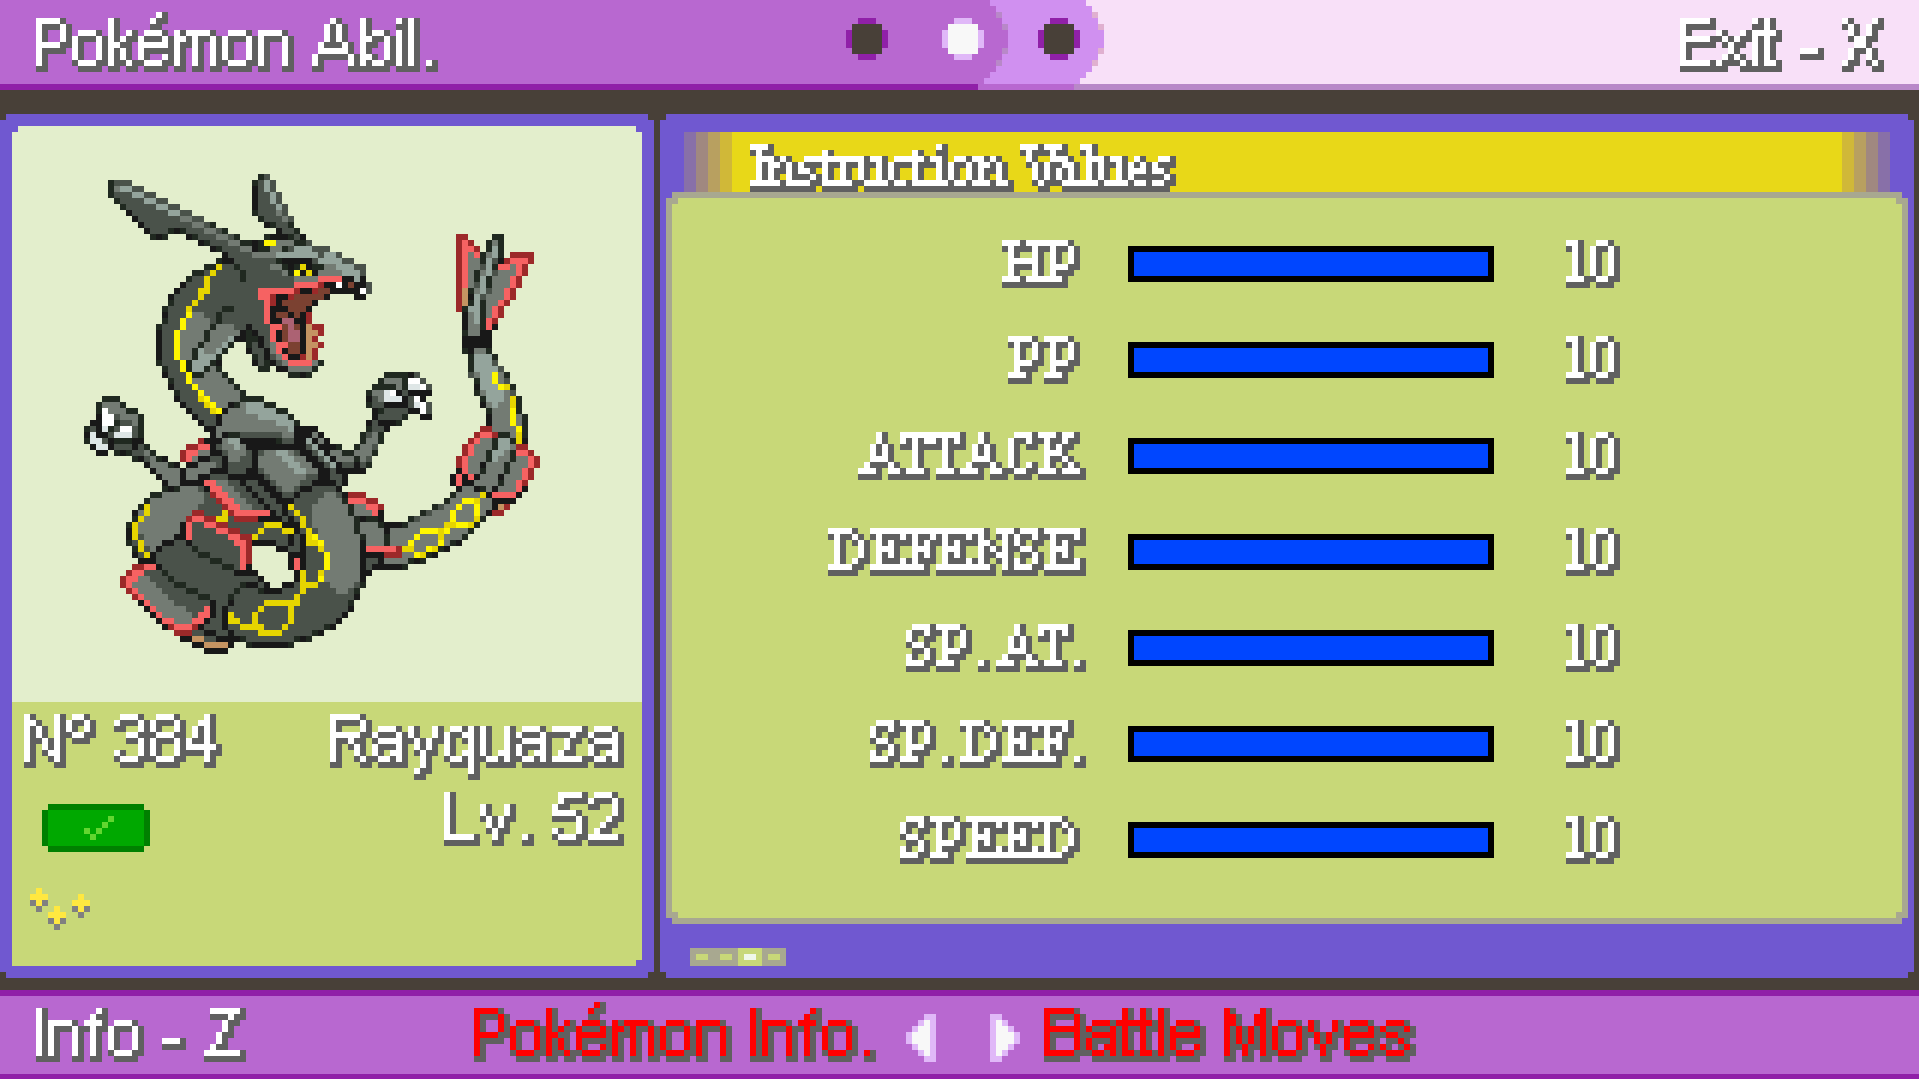 Pokémon Abil.
Exit - X
Instruction Values
HP 10
PP 10
ATTACK 10
DEFENSE 10
SP.AT. 10
SP.DEF. 10
SPEED 10
Nº 384 Rayquaza
Lv. 52
Info - Z
Pokémon Info.
Battle Moves